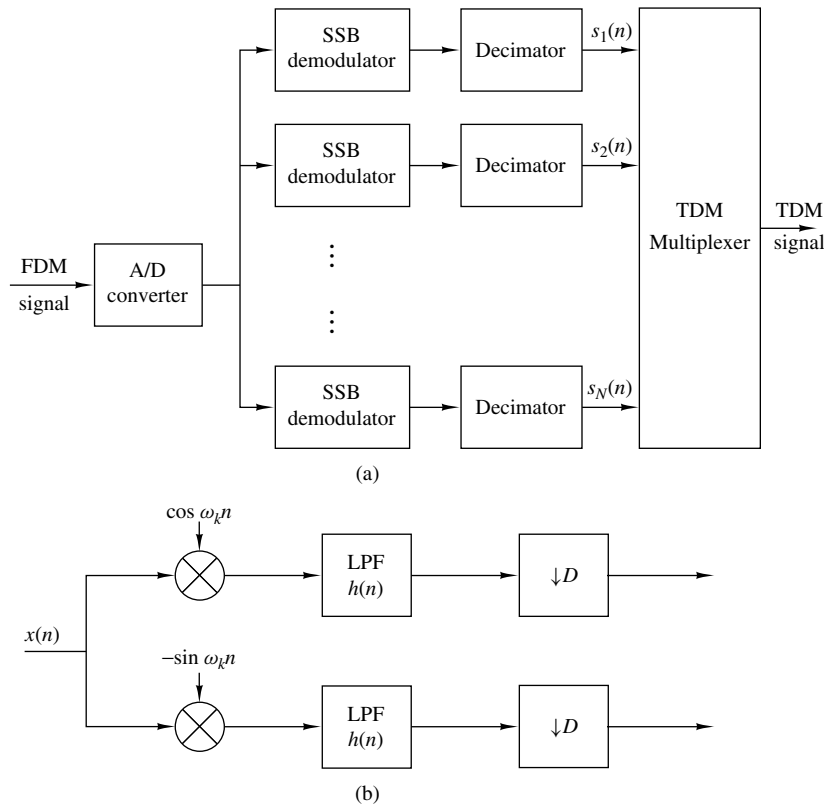 SSB
demodulator
Decimator
s₁(n)
SSB
demodulator
Decimator
s₂(n)
TDM
Multiplexer
TDM
signal
FDM
signal
A/D
converter
SSB
demodulator
Decimator
s_N(n)
(a)
cos ωₖn
LPF
h(n)
↓D
x(n)
−sin ωₖn
LPF
h(n)
↓D
(b)